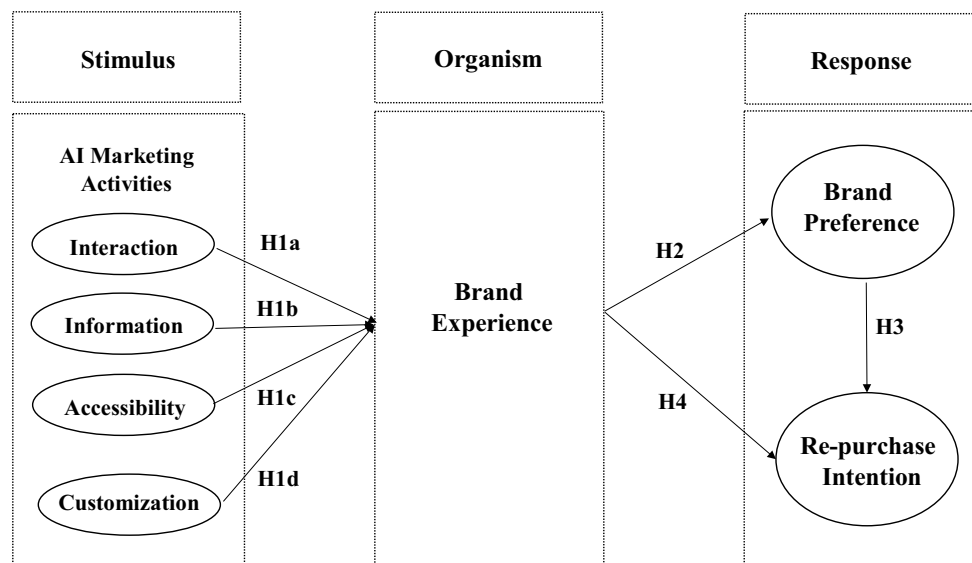 Stimulus
Organism
Response
AI Marketing
Activities
Interaction
Information
Accessibility
Customization
H1a
H1b
H1c
H1d
Brand
Experience
H2
H4
Brand
Preference
H3
Re-purchase
Intention